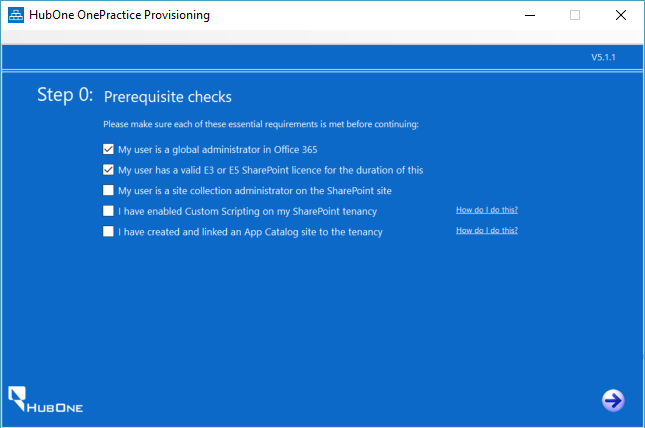 HubOne OnePractice Provisioning
V5.1.1
Step 0: Prerequisite checks
Please make sure each of these essential requirements is met before continuing:
My user is a global administrator in Office 365
My user has a valid E3 or E5 SharePoint licence for the duration of this
My user is a site collection administrator on the SharePoint site
I have enabled Custom Scripting on my SharePoint tenancy How do I do this?
I have created and linked an App Catalog site to the tenancy How do I do this?
HUBONE